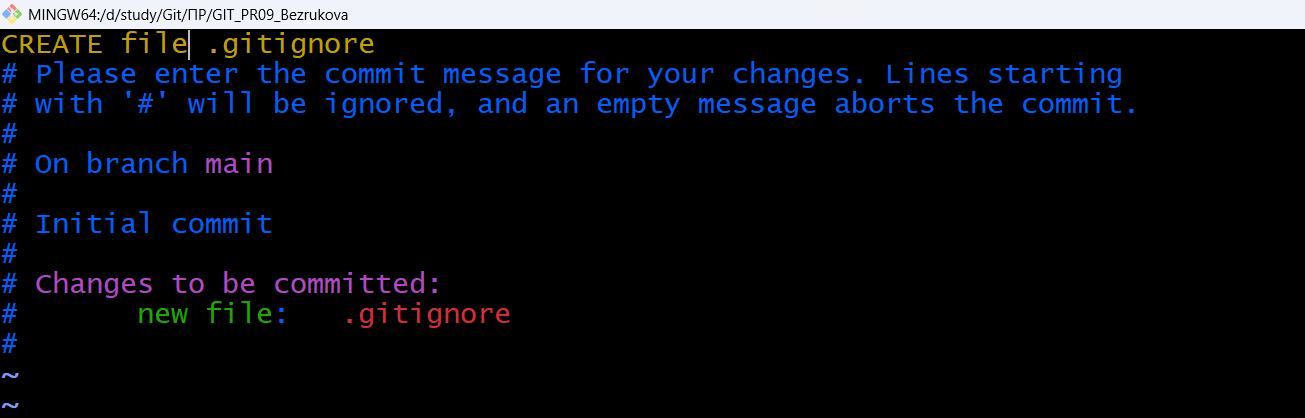 MINGW64:/d/study/Git/ПР/GIT_PR09_Bezrukova
CREATE file .gitignore
# Please enter the commit message for your changes. Lines starting
# with '#' will be ignored, and an empty message aborts the commit.
#
# On branch main
#
# Initial commit
#
# Changes to be committed:
#       new file:   .gitignore
#
~
~